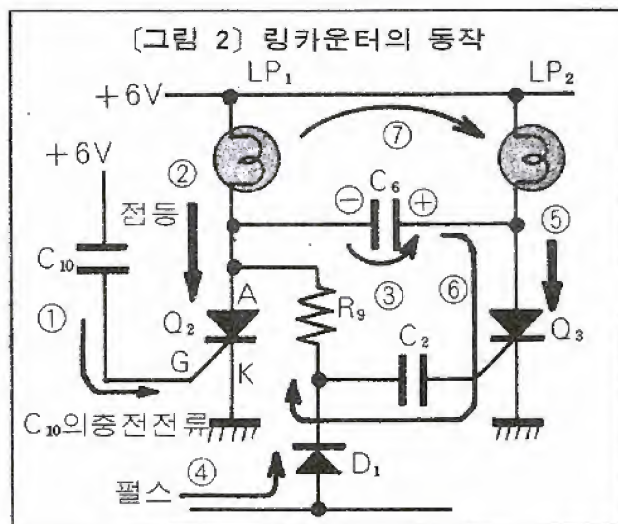 〔그림 2〕 링카운터의 동작
LP₁
LP₂
+6V
+6V
⑦
②
C₆
⊖
⊕
⑤
점등
C₁₀
③
⑥
①
A
R₉
Q₂
C₂
Q₃
G
K
C₁₀의충전전류
④
D₁
펄스